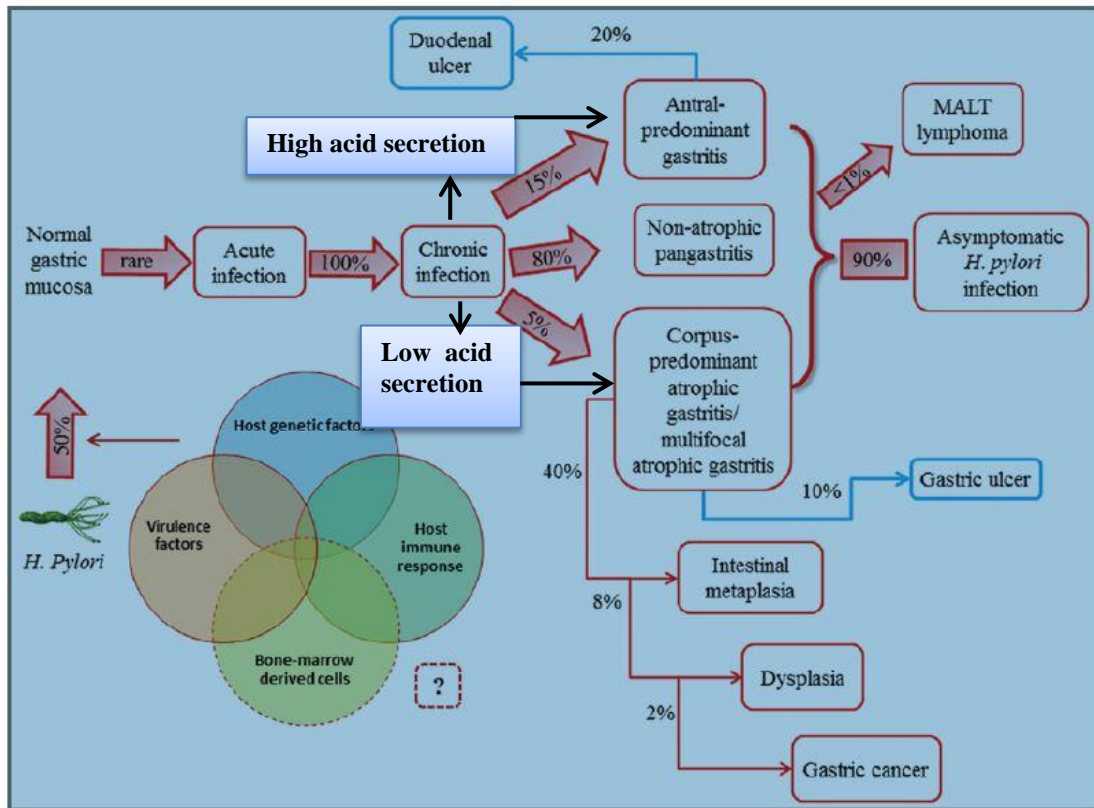 20%
Duodenal
ulcer
Antral-
predominant
gastritis
MALT
lymphoma
High acid secretion
15%
<1%
Normal
gastric
mucosa
rare
Acute
infection
100%
Chronic
infection
80%
Non-atrophic
pangastritis
90%
Asymptomatic
H. pylori
infection
5%
Low acid
secretion
Corpus-
predominant
atrophic
gastritis/
multifocal
atrophic gastritis
50%
H. Pylori
Host genetic factors
Virulence
factors
Host
immune
response
Bone-marrow
derived cells
?
40%
10%
Gastric ulcer
Intestinal
metaplasia
8%
Dysplasia
2%
Gastric cancer